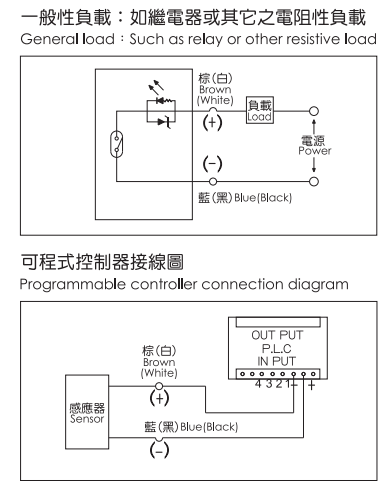 一般性負載：如繼電器或其它之電阻性負載
General load：Such as relay or other resistive load
棕(白)
Brown
(White)
(+)
負載
Load
電源
Power
(-)
藍(黑) Blue(Black)
可程式控制器接線圖
Programmable controller connection diagram
OUT PUT
P.L.C
IN PUT
4 3 2 1 - +
棕(白)
Brown
(White)
(+)
感應器
Sensor
藍(黑) Blue(Black)
(-)